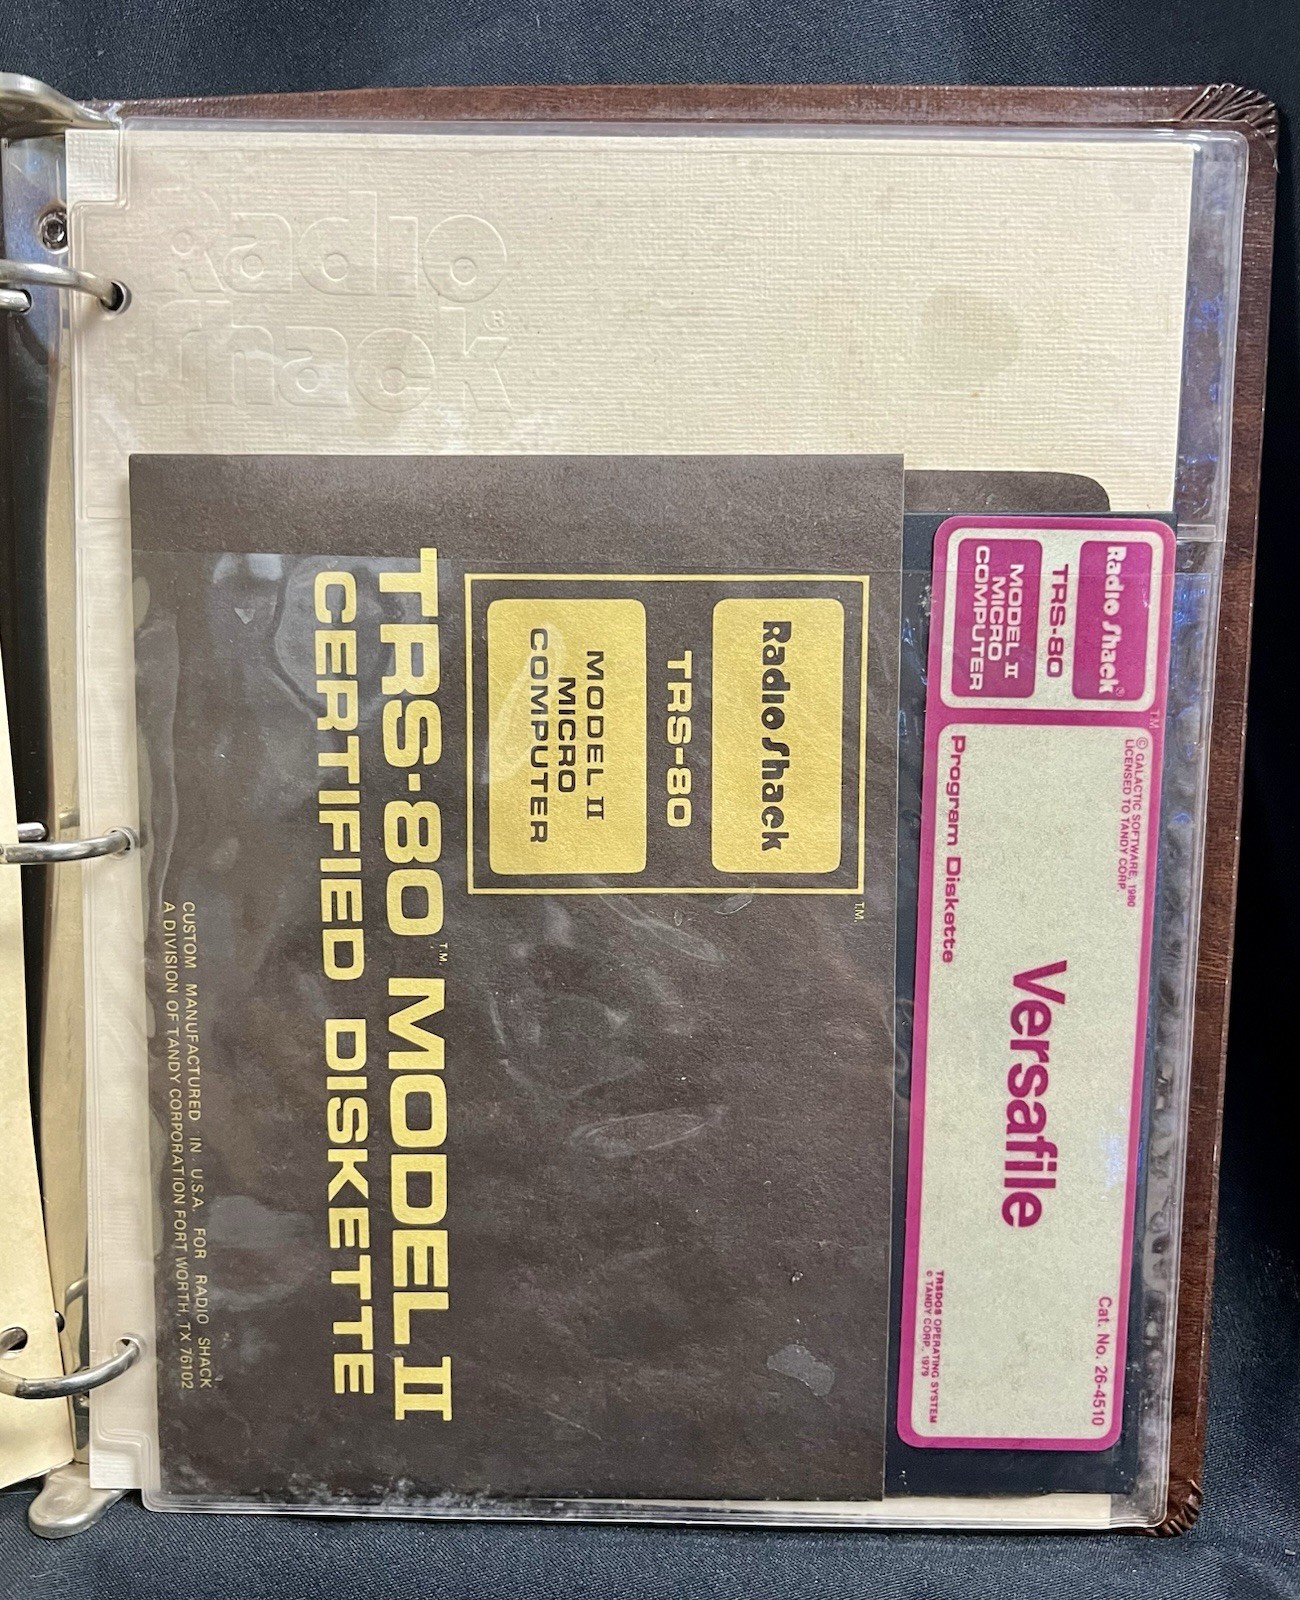 Radio
Shack®
Radio Shack
TRS-80
MODEL II
MICRO
COMPUTER
T.M.
TRS-80 T.M. MODEL II
CERTIFIED DISKETTE
CUSTOM MANUFACTURED IN U.S.A. FOR RADIO SHACK
A DIVISION OF TANDY CORPORATION FORT WORTH, TX 76102
Radio Shack®
TRS-80
MODEL II
MICRO
COMPUTER
TM
© GALACTIC SOFTWARE, 1980
LICENSED TO TANDY CORP
Cat. No. 26-4510
Versafile
Program Diskette
TRSDOS OPERATING SYSTEM
© TANDY CORP., 1979